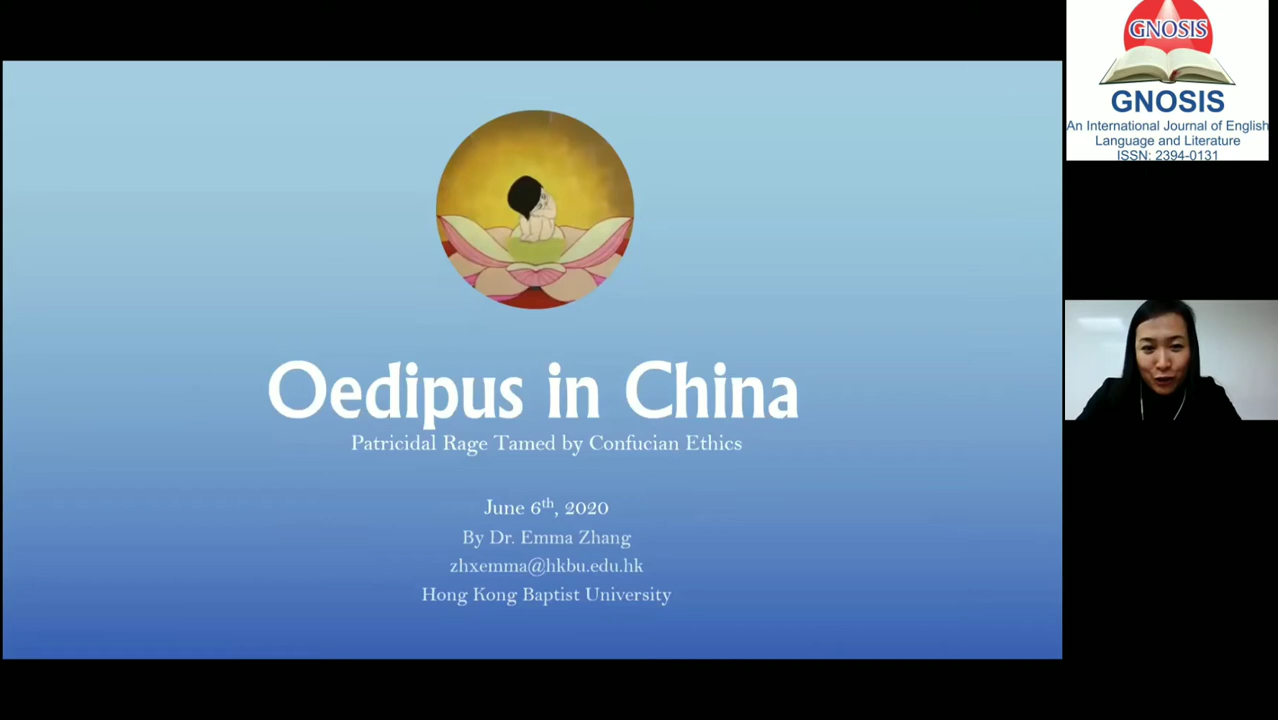 Oedipus in China
Patricidal Rage Tamed by Confucian Ethics
June 6th, 2020
By Dr. Emma Zhang
zhxemma@hkbu.edu.hk
Hong Kong Baptist University
GNOSIS
GNOSIS
An International Journal of English
Language and Literature
ISSN: 2394-0131